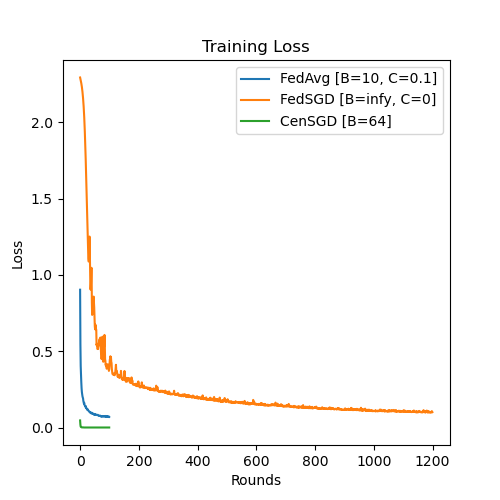 Training Loss
FedAvg [B=10, C=0.1]
FedSGD [B=infy, C=0]
CenSGD [B=64]
Loss
2.0
1.5
1.0
0.5
0.0
0 200 400 600 800 1000 1200
Rounds